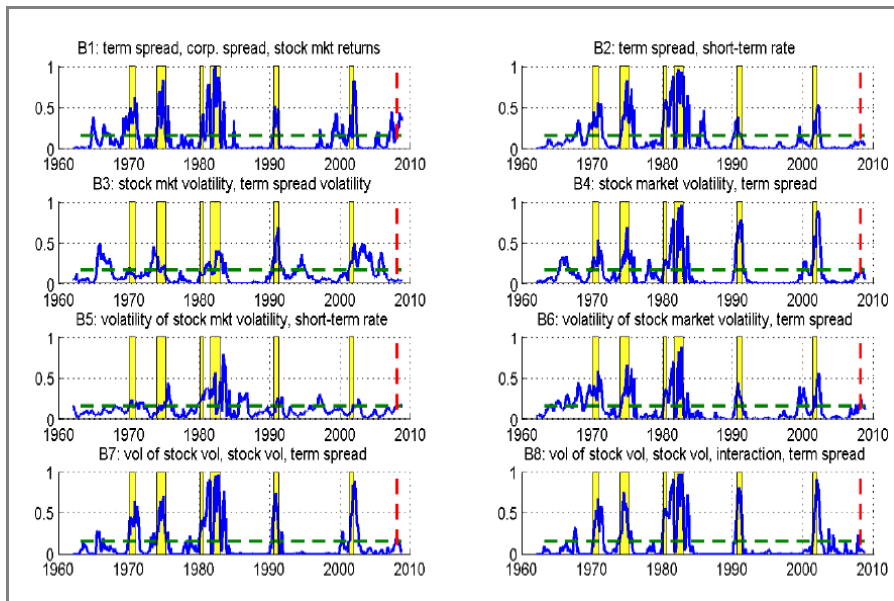 B1: term spread, corp. spread, stock mkt returns
1
0.5
0
1960 1970 1980 1990 2000 2010
B2: term spread, short-term rate
1
0.5
0
1960 1970 1980 1990 2000 2010
B3: stock mkt volatility, term spread volatility
1
0.5
0
1960 1970 1980 1990 2000 2010
B4: stock market volatility, term spread
1
0.5
0
1960 1970 1980 1990 2000 2010
B5: volatility of stock mkt volatility, short-term rate
1
0.5
0
1960 1970 1980 1990 2000 2010
B6: volatility of stock market volatility, term spread
1
0.5
0
1960 1970 1980 1990 2000 2010
B7: vol of stock vol, stock vol, term spread
1
0.5
0
1960 1970 1980 1990 2000 2010
B8: vol of stock vol, stock vol, interaction, term spread
1
0.5
0
1960 1970 1980 1990 2000 2010